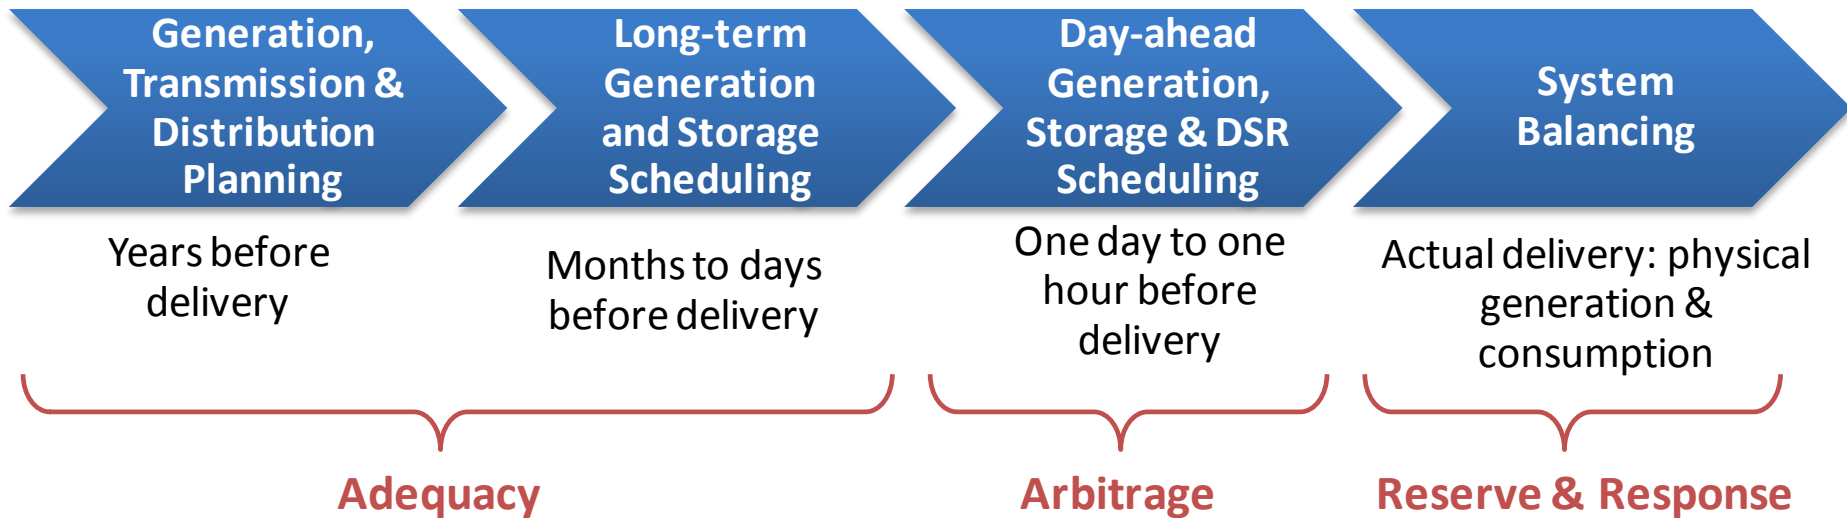 Generation,
Transmission &
Distribution
Planning
Long-term
Generation
and Storage
Scheduling
Day-ahead
Generation,
Storage & DSR
Scheduling
System
Balancing
Years before
delivery
Months to days
before delivery
One day to one
hour before
delivery
Actual delivery: physical
generation &
consumption
Adequacy
Arbitrage
Reserve & Response